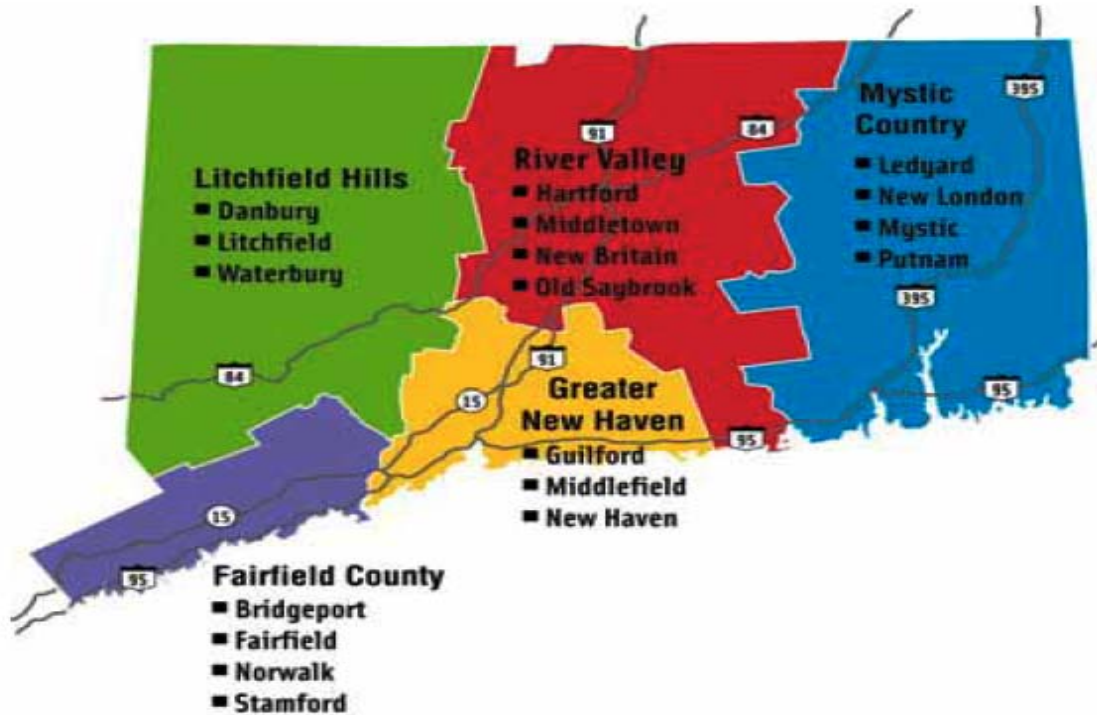 Litchfield Hills
Danbury
Litchfield
Waterbury
84
River Valley
Hartford
Middletown
New Britain
Old Saybrook
91
84
Mystic
Country
Ledyard
New London
Mystic
Putnam
395
395
95
Greater
New Haven
Guilford
Middlefield
New Haven
91
15
95
Fairfield County
Bridgeport
Fairfield
Norwalk
Stamford
15
95